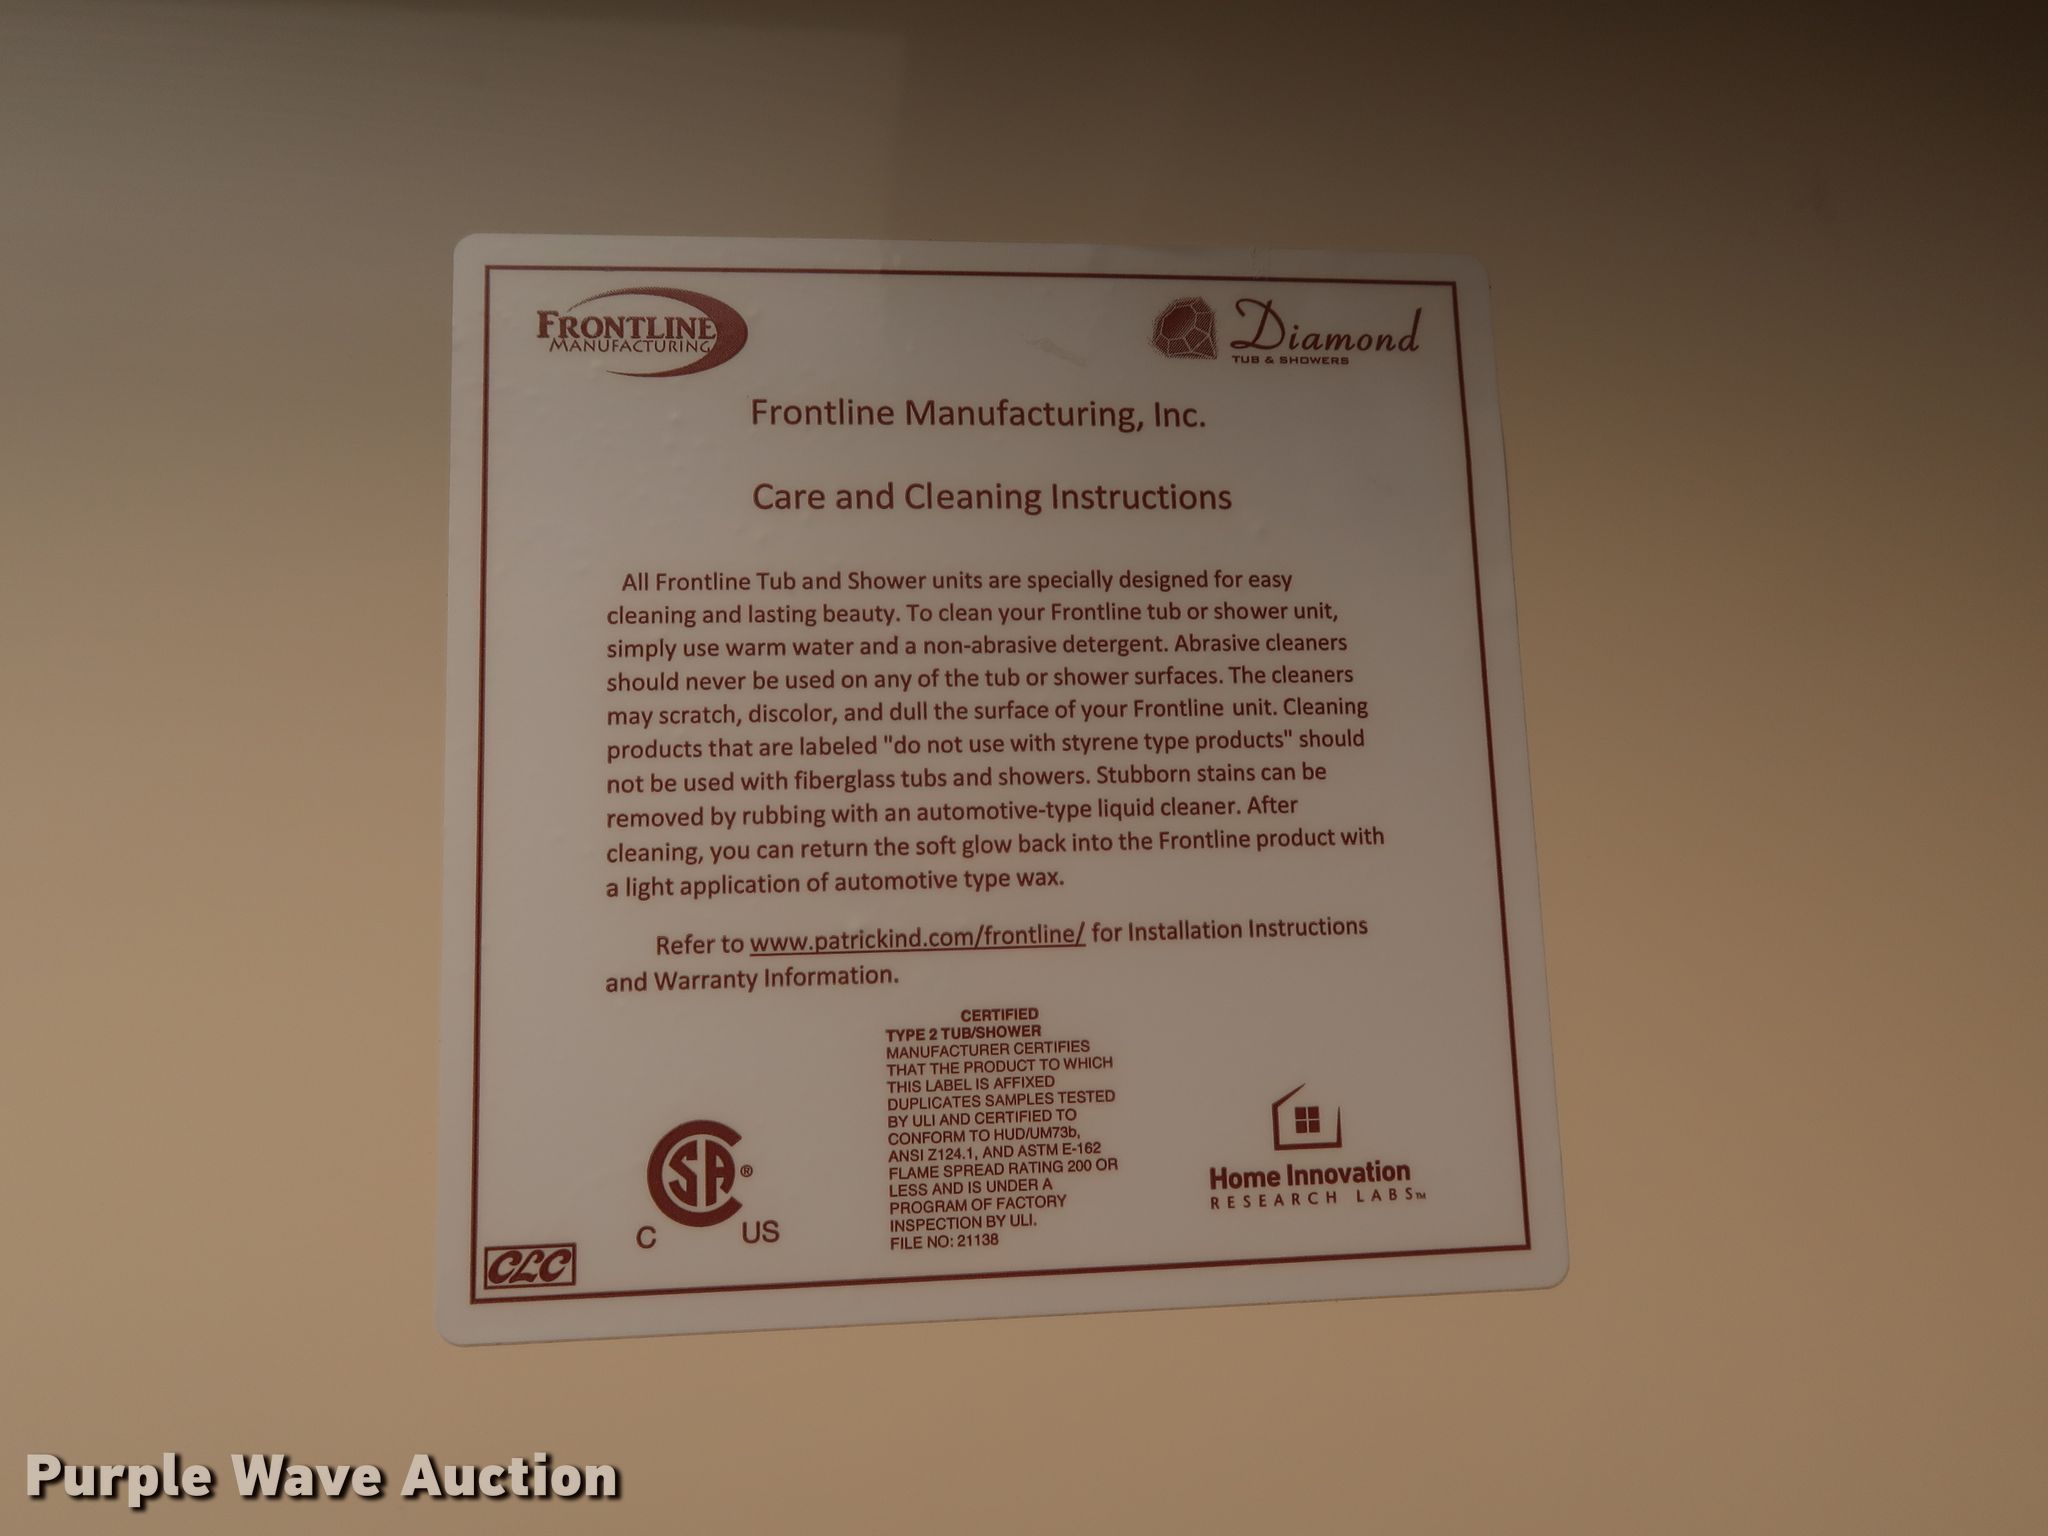 FRONTLINE
MANUFACTURING
Diamond
TUB & SHOWERS
Frontline Manufacturing, Inc.
Care and Cleaning Instructions
All Frontline Tub and Shower units are specially designed for easy
cleaning and lasting beauty. To clean your Frontline tub or shower unit,
simply use warm water and a non-abrasive detergent. Abrasive cleaners
should never be used on any of the tub or shower surfaces. The cleaners
may scratch, discolor, and dull the surface of your Frontline unit. Cleaning
products that are labeled "do not use with styrene type products" should
not be used with fiberglass tubs and showers. Stubborn stains can be
removed by rubbing with an automotive-type liquid cleaner. After
cleaning, you can return the soft glow back into the Frontline product with
a light application of automotive type wax.
Refer to www.patrickind.com/frontline/ for Installation Instructions
and Warranty Information.
CERTIFIED
TYPE 2 TUB/SHOWER
MANUFACTURER CERTIFIES
THAT THE PRODUCT TO WHICH
THIS LABEL IS AFFIXED
DUPLICATES SAMPLES TESTED
BY ULI AND CERTIFIED TO
CONFORM TO HUD/UM73b,
ANSI Z124.1, AND ASTM E-162
FLAME SPREAD RATING 200 OR
LESS AND IS UNDER A
PROGRAM OF FACTORY
INSPECTION BY ULI.
FILE NO: 21138
CSA®
C US
Home Innovation
RESEARCH LABS™
CLC
Purple Wave Auction